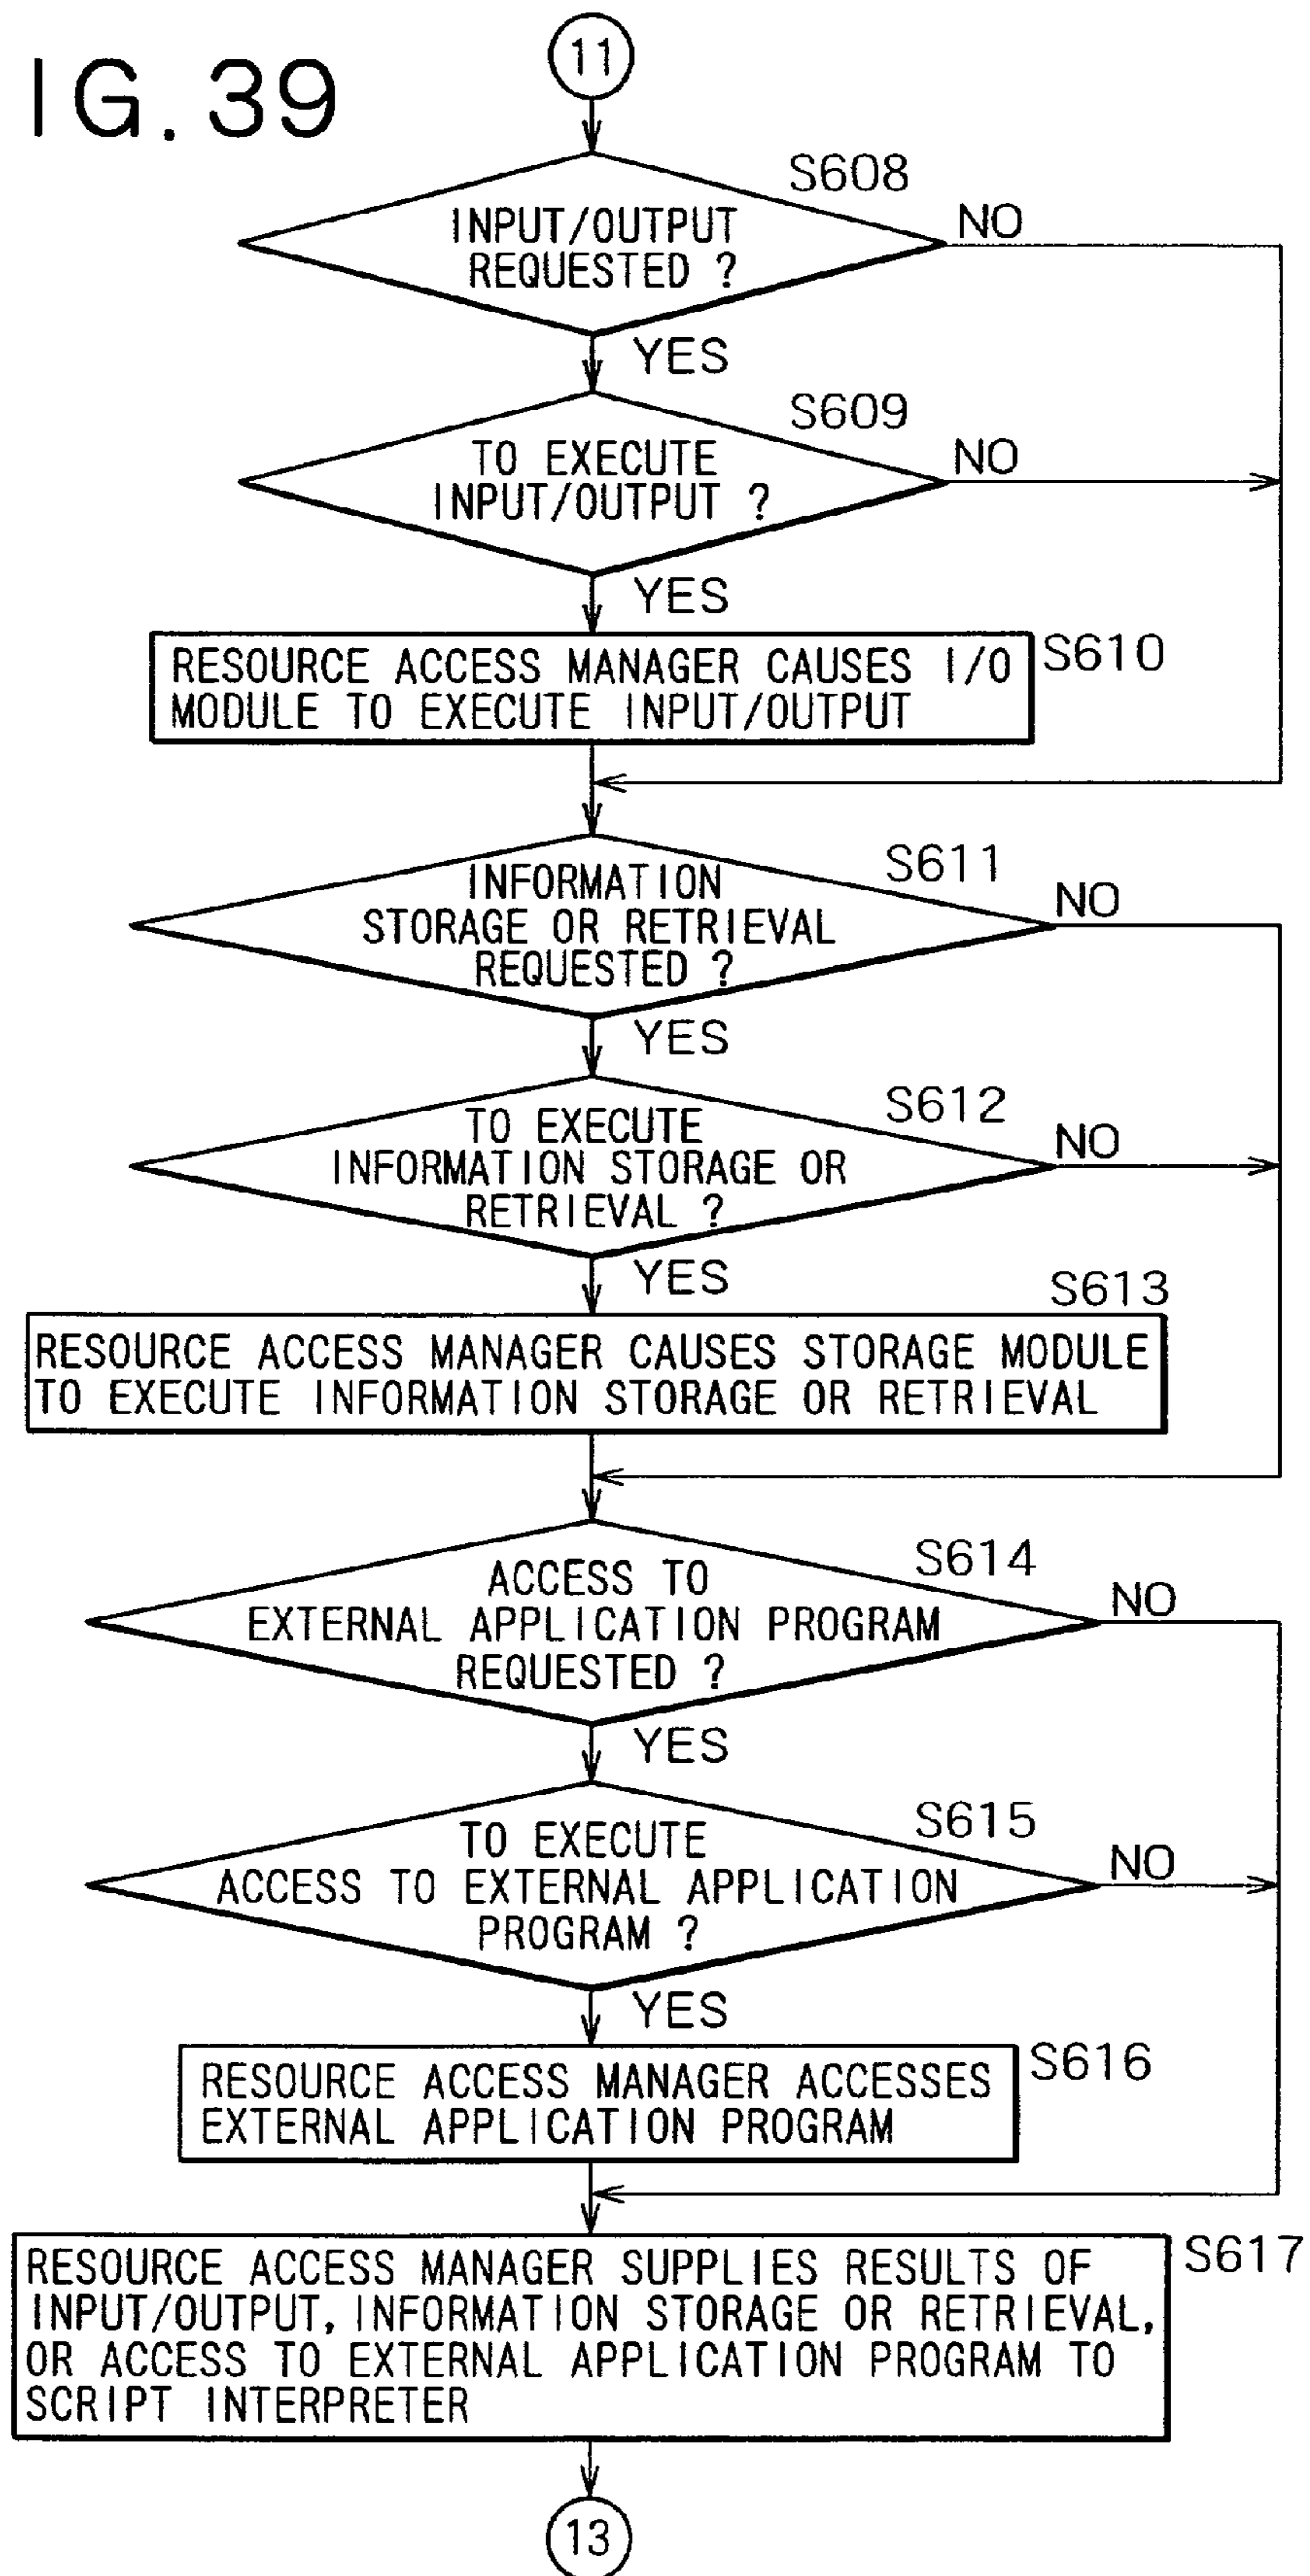 IG. 39
11
S608
INPUT/OUTPUT
REQUESTED ?
NO
YES
S609
TO EXECUTE
INPUT/OUTPUT ?
NO
YES
S610
RESOURCE ACCESS MANAGER CAUSES I/O
MODULE TO EXECUTE INPUT/OUTPUT
S611
INFORMATION
STORAGE OR RETRIEVAL
REQUESTED ?
NO
YES
S612
TO EXECUTE
INFORMATION STORAGE OR
RETRIEVAL ?
NO
YES
S613
RESOURCE ACCESS MANAGER CAUSES STORAGE MODULE
TO EXECUTE INFORMATION STORAGE OR RETRIEVAL
S614
ACCESS TO
EXTERNAL APPLICATION PROGRAM
REQUESTED ?
NO
YES
S615
TO EXECUTE
ACCESS TO EXTERNAL APPLICATION
PROGRAM ?
NO
YES
S616
RESOURCE ACCESS MANAGER ACCESSES
EXTERNAL APPLICATION PROGRAM
S617
RESOURCE ACCESS MANAGER SUPPLIES RESULTS OF
INPUT/OUTPUT, INFORMATION STORAGE OR RETRIEVAL,
OR ACCESS TO EXTERNAL APPLICATION PROGRAM TO
SCRIPT INTERPRETER
13